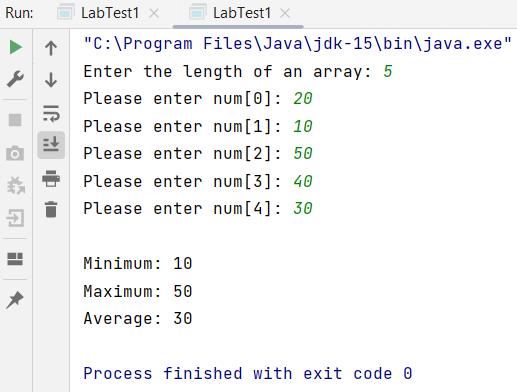 Run: LabTest1 LabTest1
"C:\Program Files\Java\jdk-15\bin\java.exe"
Enter the length of an array: 5
Please enter num[0]: 20
Please enter num[1]: 10
Please enter num[2]: 50
Please enter num[3]: 40
Please enter num[4]: 30
Minimum: 10
Maximum: 50
Average: 30
Process finished with exit code 0